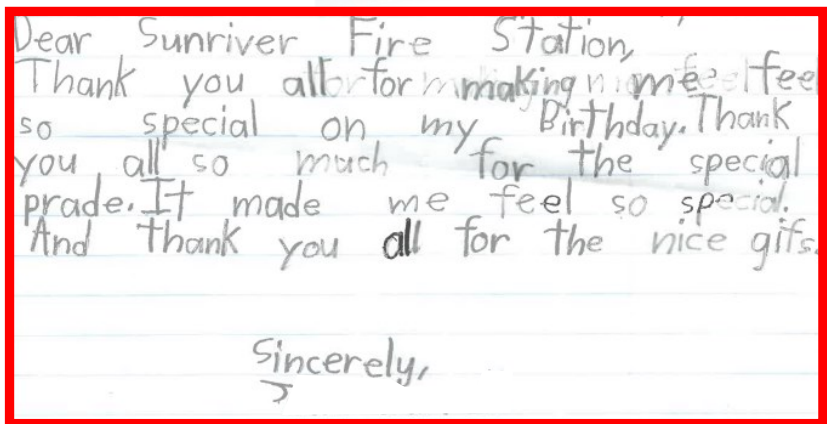 Dear Sunriver Fire Station,
Thank you all for making me feel
so special on my Birthday. Thank
you all so much for the special
prade. It made me feel so special.
And thank you all for the nice gifs.
Sincerely,